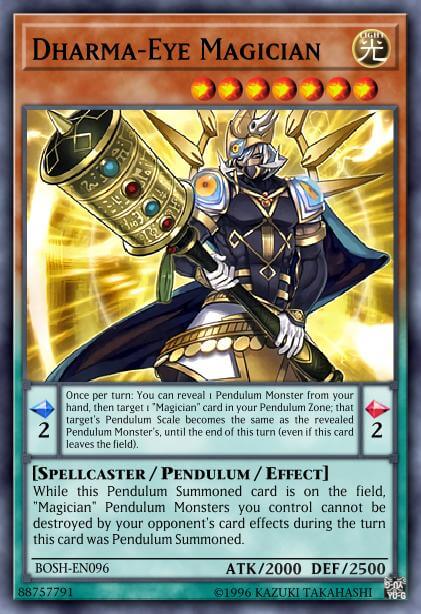 Dharma-Eye Magician
LIGHT
光
Once per turn: You can reveal 1 Pendulum Monster from your
hand, then target 1 "Magician" card in your Pendulum Zone; that
target's Pendulum Scale becomes the same as the revealed
Pendulum Monster's, until the end of this turn (even if this card
leaves the field).
2
2
[Spellcaster / Pendulum / Effect]
While this Pendulum Summoned card is on the field,
"Magician" Pendulum Monsters you control cannot be
destroyed by your opponent's card effects during the turn
this card was Pendulum Summoned.
BOSH-EN096
ATK/2000 DEF/2500
88757791
©1996 KAZUKI TAKAHASHI